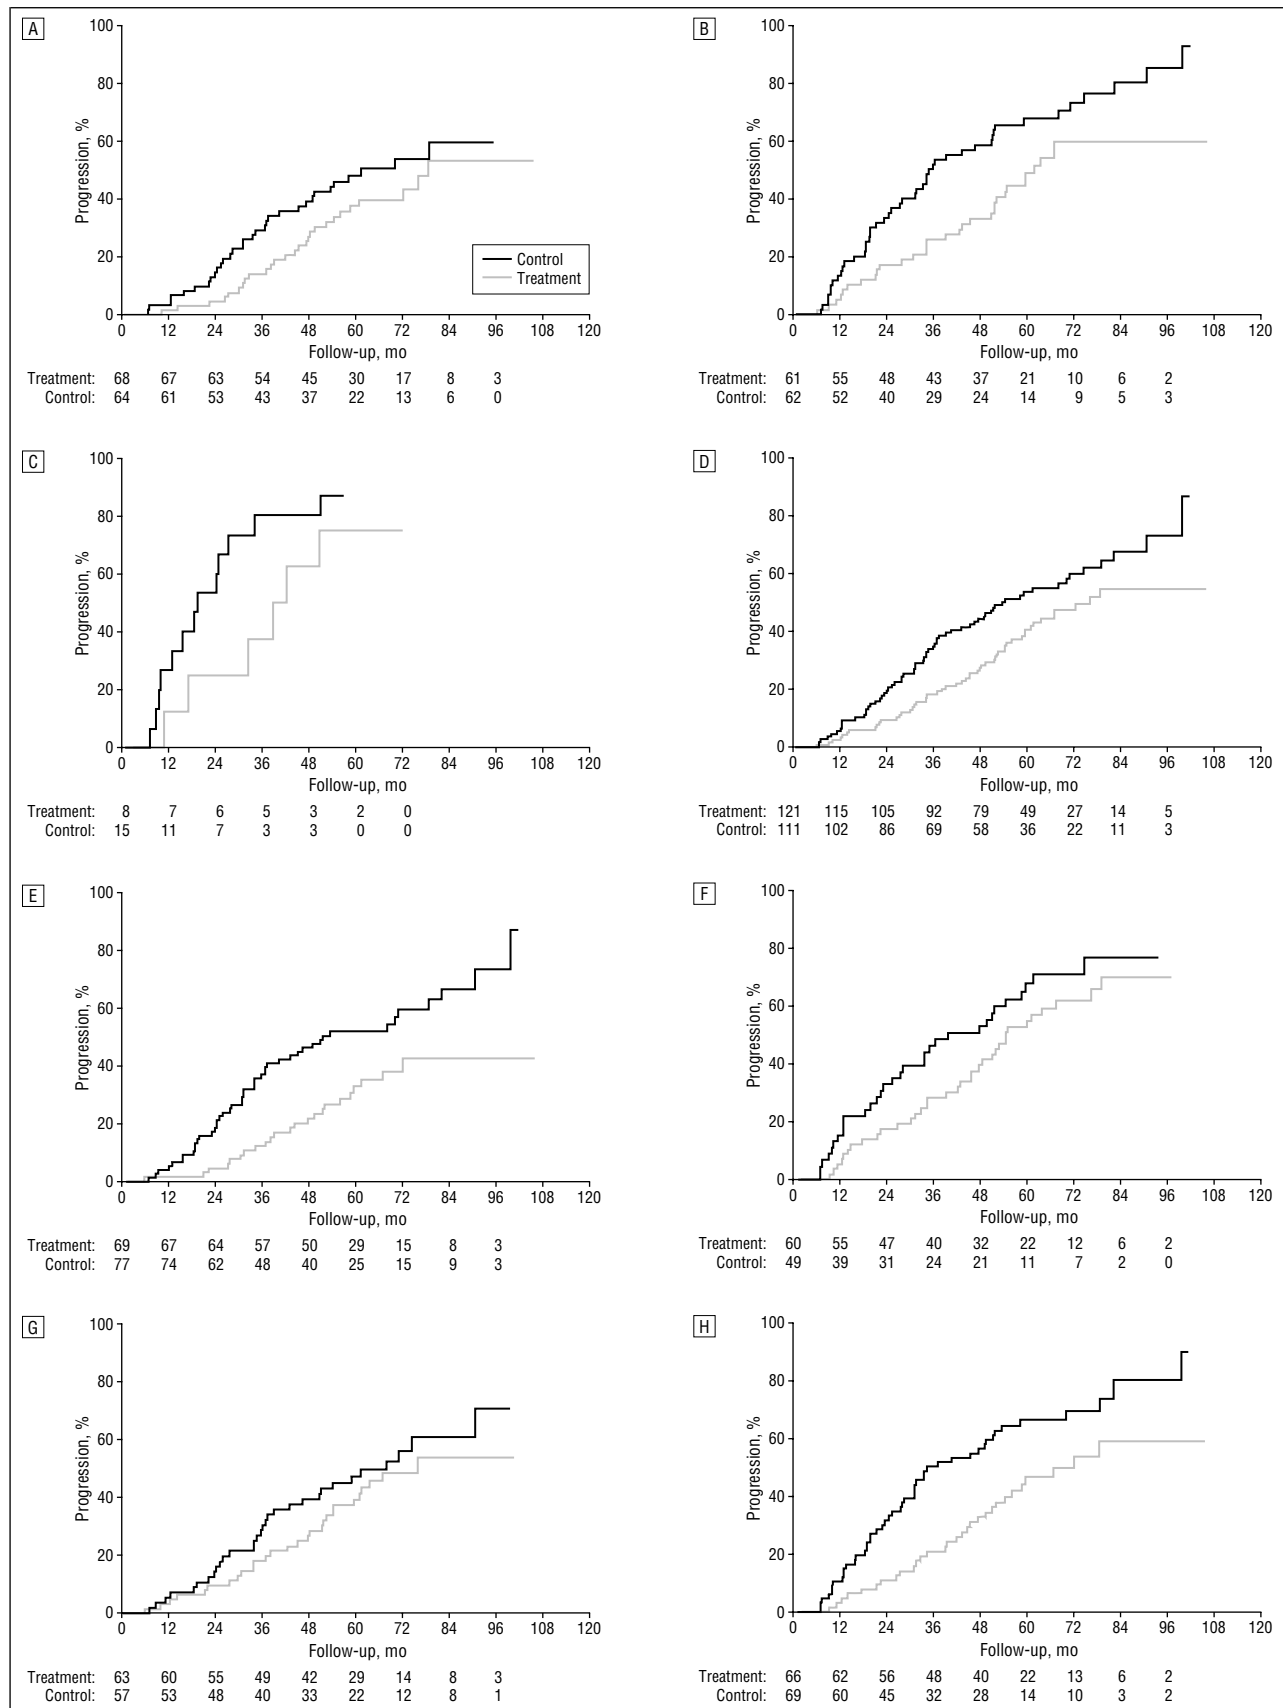 A
100
80
60
40
20
0
Progression, %
Control
Treatment
0 12 24 36 48 60 72 84 96 108 120
Follow-up, mo
Treatment: 68 67 63 54 45 30 17 8 3
Control: 64 61 53 43 37 22 13 6 0
B
100
80
60
40
20
0
Progression, %
0 12 24 36 48 60 72 84 96 108 120
Follow-up, mo
Treatment: 61 55 48 43 37 21 10 6 2
Control: 62 52 40 29 24 14 9 5 3
C
100
80
60
40
20
0
Progression, %
0 12 24 36 48 60 72 84 96 108 120
Follow-up, mo
Treatment: 8 7 6 5 3 2 0
Control: 15 11 7 3 3 0 0
D
100
80
60
40
20
0
Progression, %
0 12 24 36 48 60 72 84 96 108 120
Follow-up, mo
Treatment: 121 115 105 92 79 49 27 14 5
Control: 111 102 86 69 58 36 22 11 3
E
100
80
60
40
20
0
Progression, %
0 12 24 36 48 60 72 84 96 108 120
Follow-up, mo
Treatment: 69 67 64 57 50 29 15 8 3
Control: 77 74 62 48 40 25 15 9 3
F
100
80
60
40
20
0
Progression, %
0 12 24 36 48 60 72 84 96 108 120
Follow-up, mo
Treatment: 60 55 47 40 32 22 12 6 2
Control: 49 39 31 24 21 11 7 2 0
G
100
80
60
40
20
0
Progression, %
0 12 24 36 48 60 72 84 96 108 120
Follow-up, mo
Treatment: 63 60 55 49 42 29 14 8 3
Control: 57 53 48 40 33 22 12 8 1
H
100
80
60
40
20
0
Progression, %
0 12 24 36 48 60 72 84 96 108 120
Follow-up, mo
Treatment: 66 62 56 48 40 22 13 6 2
Control: 69 60 45 32 28 14 10 3 2